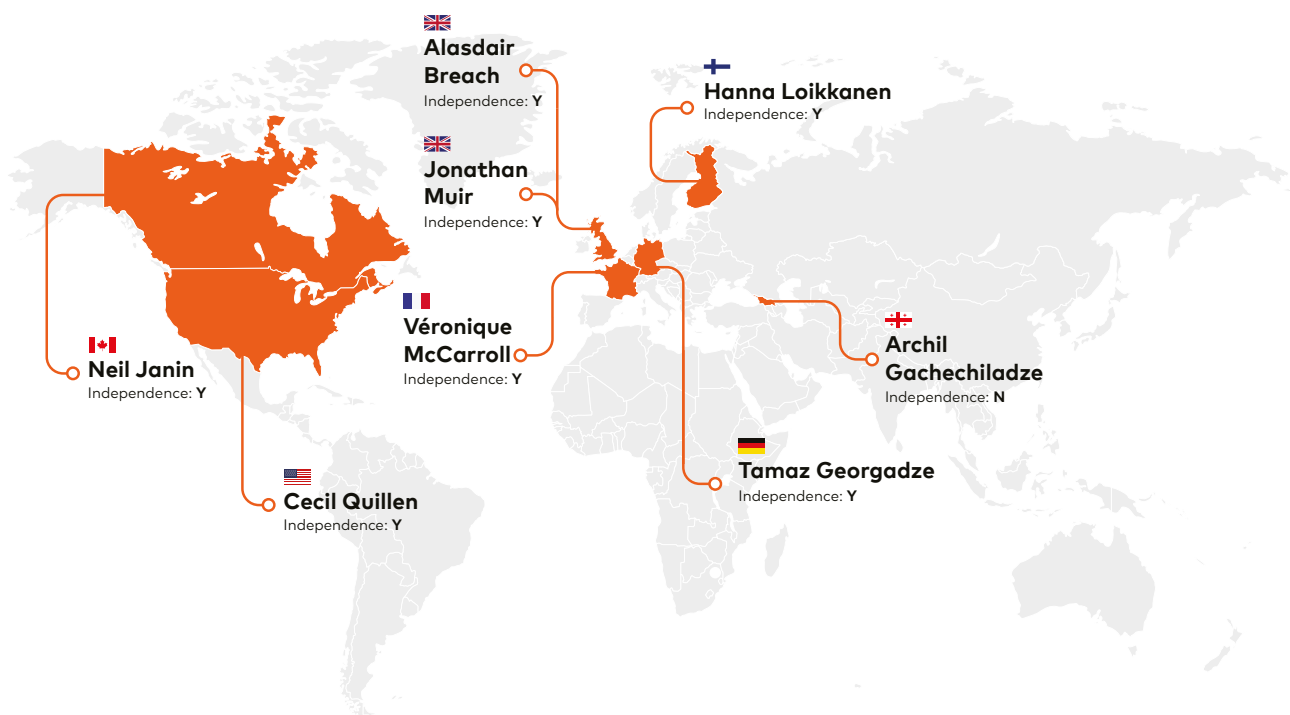 Alasdair
Breach
Independence: Y
Hanna Loikkanen
Independence: Y
Jonathan
Muir
Independence: Y
Véronique
McCarroll
Independence: Y
Archil
Gachechiladze
Independence: N
Neil Janin
Independence: Y
Tamaz Georgadze
Independence: Y
Cecil Quillen
Independence: Y